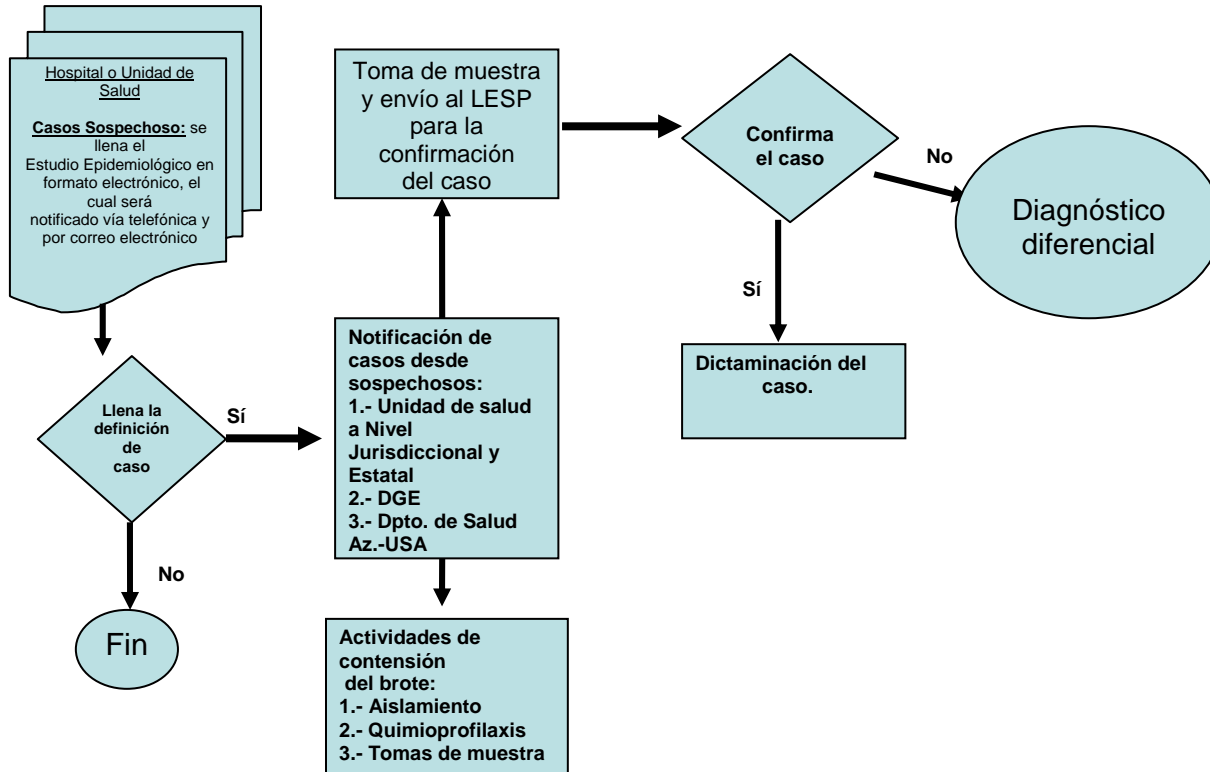 Hospital o Unidad de
Salud
Casos Sospechoso: se
llena el
Estudio Epidemiológico en
formato electrónico, el
cual será
notificado vía telefónica y
por correo electrónico
Llena la
definición
de
caso
Sí
No
Fin
Notificación de
casos desde
sospechosos:
1.- Unidad de salud
a Nivel
Jurisdiccional y
Estatal
2.- DGE
3.- Dpto. de Salud
Az.-USA
Actividades de
contensión
del brote:
1.- Aislamiento
2.- Quimioprofilaxis
3.- Tomas de muestra
Toma de muestra
y envío al LESP
para la
confirmación
del caso
Confirma
el caso
No
Diagnóstico
diferencial
Sí
Dictaminación del
caso.